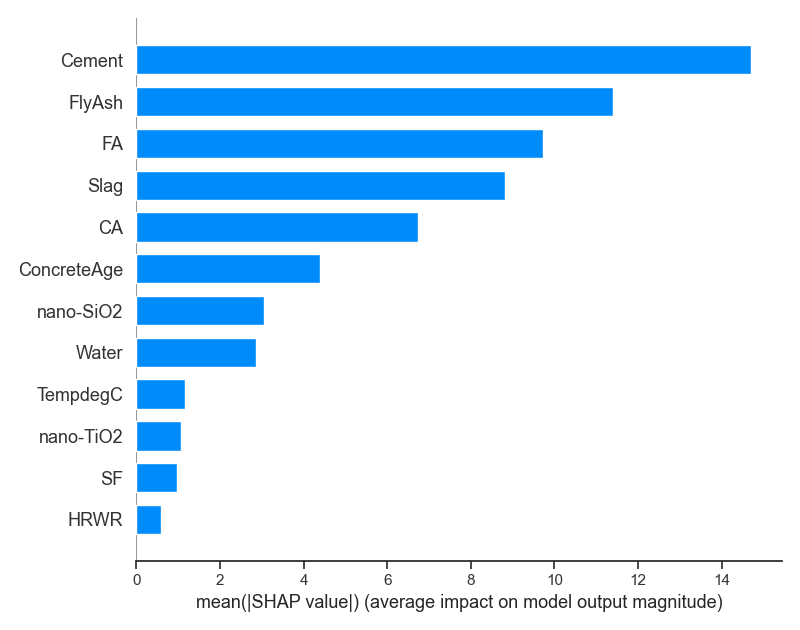 Cement
FlyAsh
FA
Slag
CA
ConcreteAge
nano-SiO2
Water
TempdegC
nano-TiO2
SF
HRWR
0 2 4 6 8 10 12 14
mean(|SHAP value|) (average impact on model output magnitude)